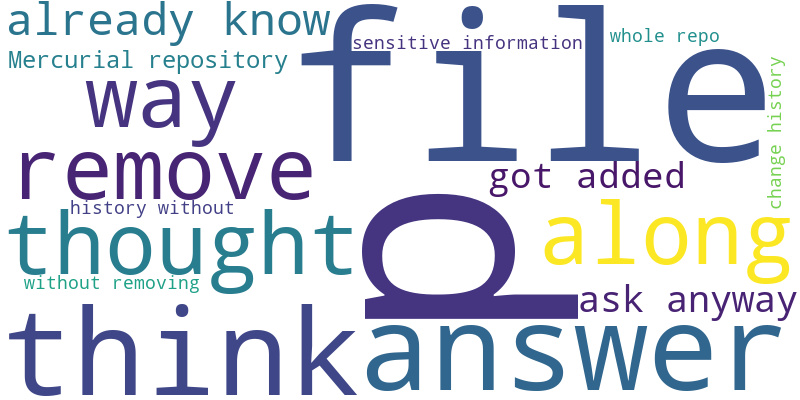 already know
file
sensitive information
whole repo
Mercurial repository
change history
way
remove
got added
history without
p
thought
along
without removing
ask anyway
think
answer